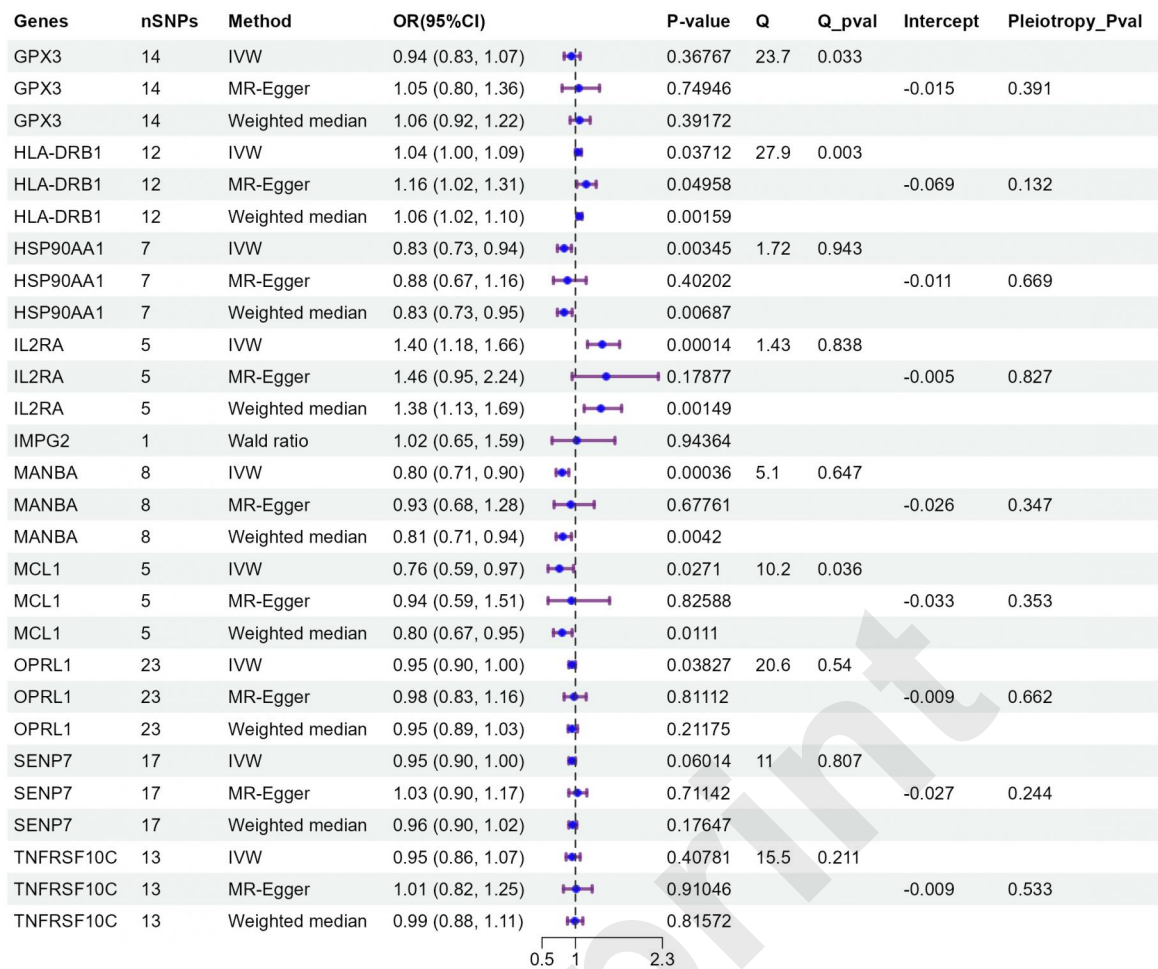 Genes nSNPs Method OR(95%CI) P-value Q Q_pval Intercept Pleiotropy_Pval
GPX3 14 IVW 0.94 (0.83, 1.07) 0.36767 23.7 0.033
GPX3 14 MR-Egger 1.05 (0.80, 1.36) 0.74946 -0.015 0.391
GPX3 14 Weighted median 1.06 (0.92, 1.22) 0.39172
HLA-DRB1 12 IVW 1.04 (1.00, 1.09) 0.03712 27.9 0.003
HLA-DRB1 12 MR-Egger 1.16 (1.02, 1.31) 0.04958 -0.069 0.132
HLA-DRB1 12 Weighted median 1.06 (1.02, 1.10) 0.00159
HSP90AA1 7 IVW 0.83 (0.73, 0.94) 0.00345 1.72 0.943
HSP90AA1 7 MR-Egger 0.88 (0.67, 1.16) 0.40202 -0.011 0.669
HSP90AA1 7 Weighted median 0.83 (0.73, 0.95) 0.00687
IL2RA 5 IVW 1.40 (1.18, 1.66) 0.00014 1.43 0.838
IL2RA 5 MR-Egger 1.46 (0.95, 2.24) 0.17877 -0.005 0.827
IL2RA 5 Weighted median 1.38 (1.13, 1.69) 0.00149
IMPG2 1 Wald ratio 1.02 (0.65, 1.59) 0.94364
MANBA 8 IVW 0.80 (0.71, 0.90) 0.00036 5.1 0.647
MANBA 8 MR-Egger 0.93 (0.68, 1.28) 0.67761 -0.026 0.347
MANBA 8 Weighted median 0.81 (0.71, 0.94) 0.0042
MCL1 5 IVW 0.76 (0.59, 0.97) 0.0271 10.2 0.036
MCL1 5 MR-Egger 0.94 (0.59, 1.51) 0.82588 -0.033 0.353
MCL1 5 Weighted median 0.80 (0.67, 0.95) 0.0111
OPRL1 23 IVW 0.95 (0.90, 1.00) 0.03827 20.6 0.54
OPRL1 23 MR-Egger 0.98 (0.83, 1.16) 0.81112 -0.009 0.662
OPRL1 23 Weighted median 0.95 (0.89, 1.03) 0.21175
SENP7 17 IVW 0.95 (0.90, 1.00) 0.06014 11 0.807
SENP7 17 MR-Egger 1.03 (0.90, 1.17) 0.71142 -0.027 0.244
SENP7 17 Weighted median 0.96 (0.90, 1.02) 0.17647
TNFRSF10C 13 IVW 0.95 (0.86, 1.07) 0.40781 15.5 0.211
TNFRSF10C 13 MR-Egger 1.01 (0.82, 1.25) 0.91046 -0.009 0.533
TNFRSF10C 13 Weighted median 0.99 (0.88, 1.11) 0.81572
0.5 1 2.3
rint